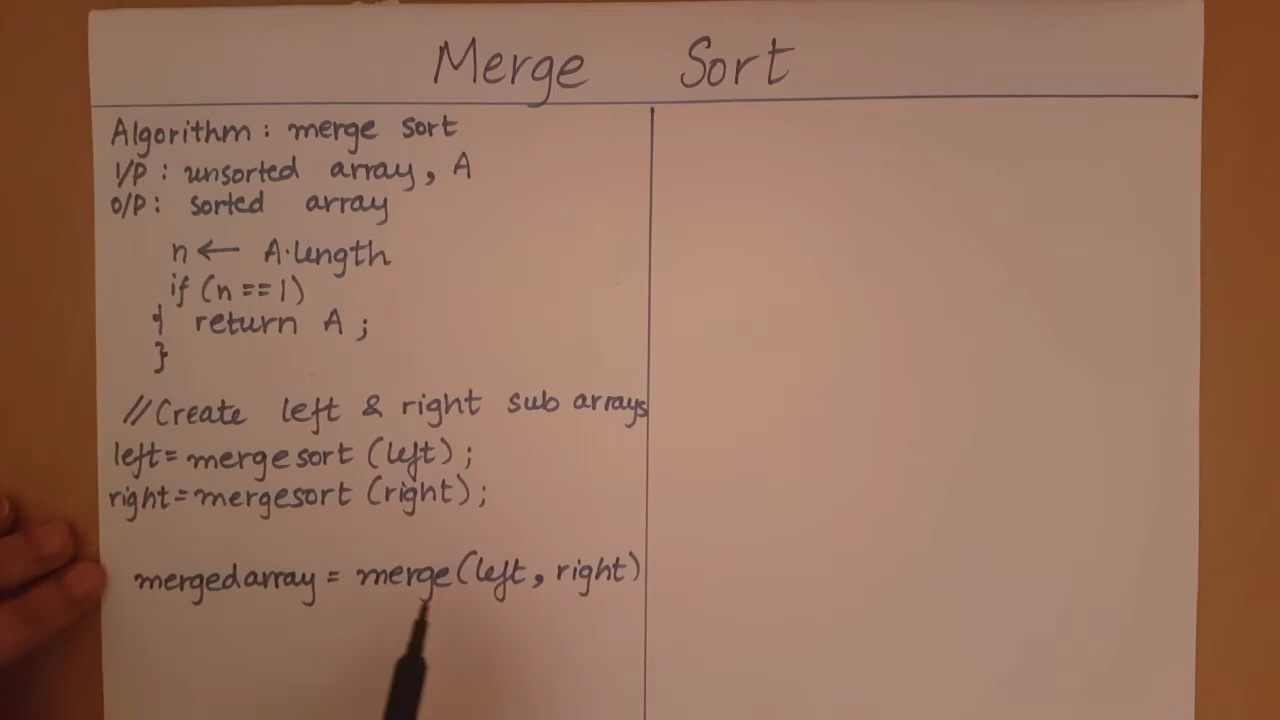 Merge Sort
Algorithm: merge sort
I/P: unsorted array, A
O/P: sorted array
n ← A.length
if (n == 1)
{ return A;
}
//Create left & right sub arrays
left = mergesort (left);
right = mergesort (right);
mergedarray = merge(left, right)